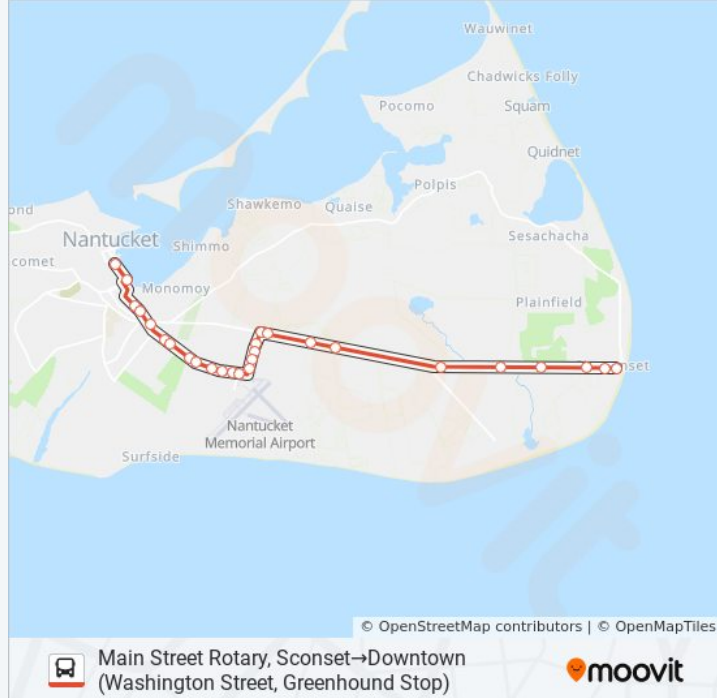 Wauwinet
Chadwicks Folly
Pocomo
Squam
Quidnet
Polpis
Shawkemo
Quaise
ond
Nantucket
Shimmo
Sesachacha
comet
Monomoy
Plainfield
nset
Nantucket
Memorial Airport
Surfside
moovit
© OpenStreetMap contributors | © OpenMapTiles
Main Street Rotary, Sconset→Downtown
(Washington Street, Greenhound Stop)
moovit